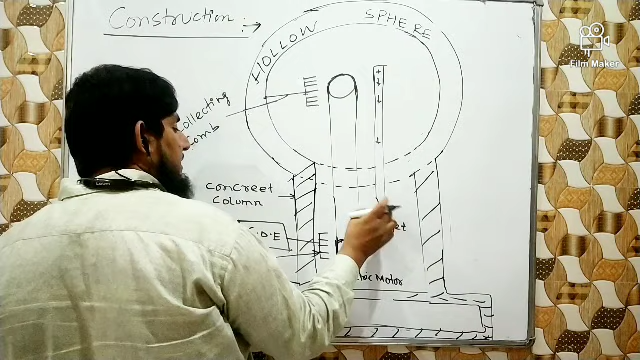 Construction :→
HOLLOW SPHERE
Film Maker
Collecting
Comb
Concreet
Column
Motor